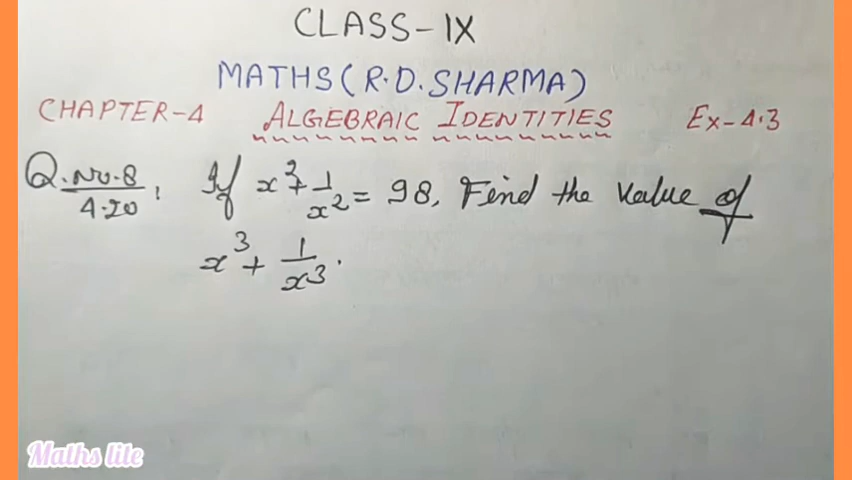 CLASS-IX
MATHS(R.D.SHARMA)
CHAPTER-4 ALGEBRAIC IDENTITIES Ex-4.3
Q.No.8/4.20, If x²+1/x²=98, Find the value of
x³+1/x³.
Maths lite